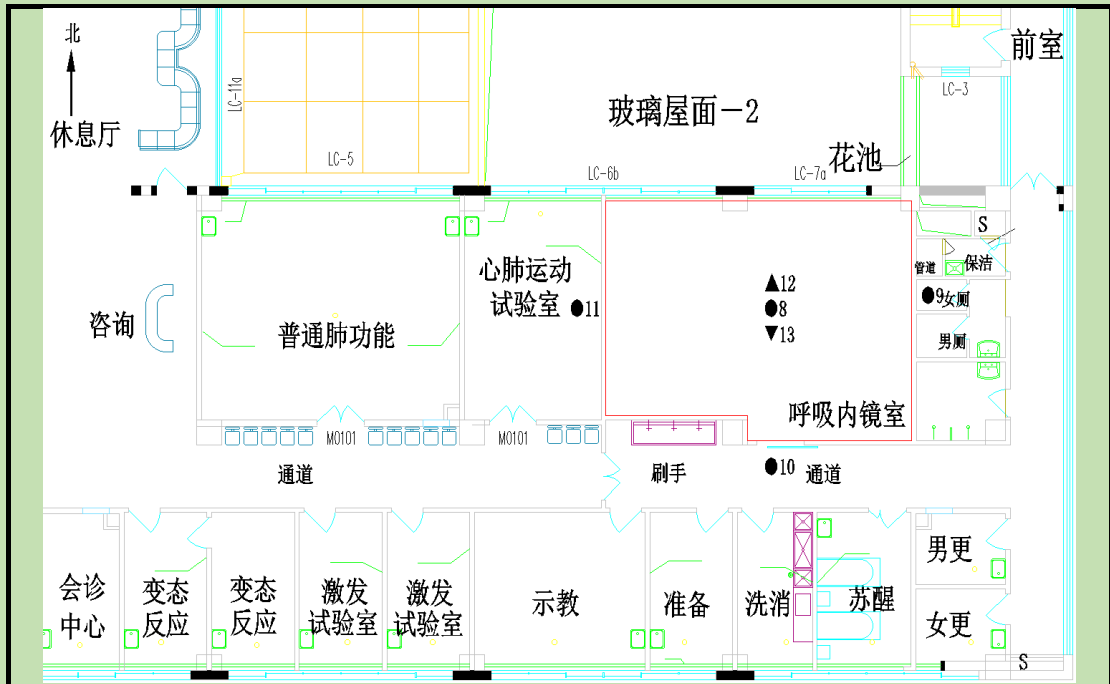 北
休息厅
LC-11a
LC-5
玻璃屋面-2
LC-6b
LC-7a
花池
LC-3
前室
S
管道
保洁
▲12
●8
▼13
●9女厕
男厕
心肺运动
试验室
●11
咨询
普通肺功能
呼吸内镜室
M0101
M0101
通道
刷手
●10
通道
会诊
中心
变态
反应
变态
反应
激发
试验室
激发
试验室
示教
准备
洗消
苏醒
男更
女更
S